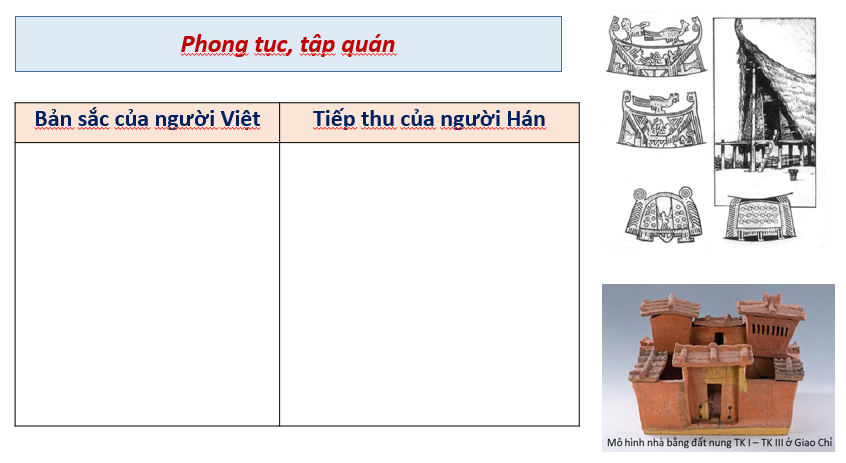 Phong tục, tập quán
Bản sắc của người Việt
Tiếp thu của người Hán
Mô hình nhà bằng đất nung TK I – TK III ở Giao Chỉ